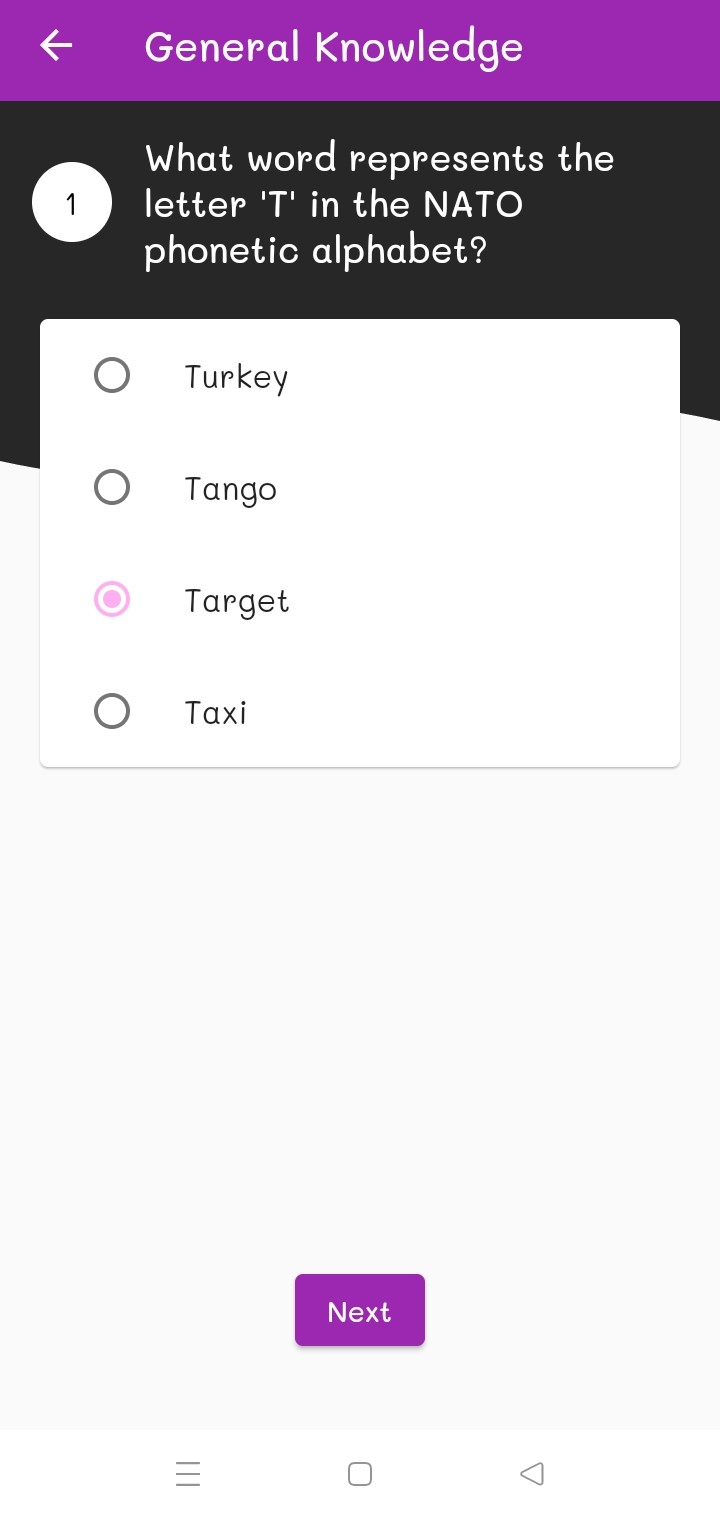 General Knowledge
1
What word represents the
letter 'T' in the NATO
phonetic alphabet?
Turkey
Tango
Target
Taxi
Next